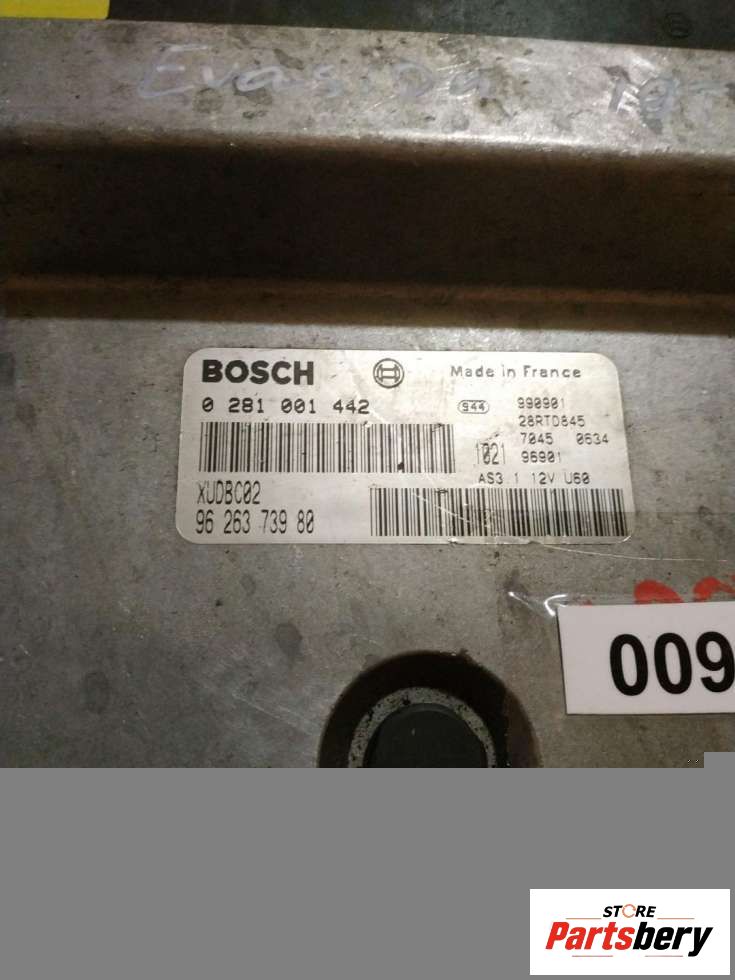 BOSCH Made in France
0 281 001 442 944 990901
28RTD845
7045 0634
1021 96901
AS3.1 12V U60
XUDBC02
96 263 739 80
009
STORE
Partsbery